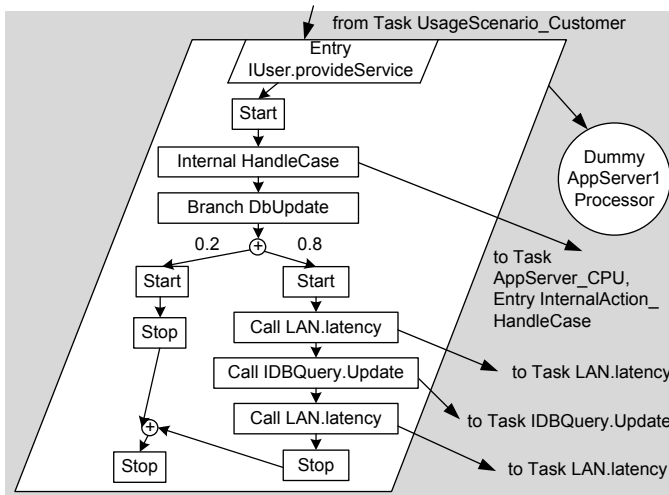 from Task UsageScenario_Customer
Entry
IUser.provideService
Start
Internal HandleCase
Dummy
AppServer1
Processor
Branch DbUpdate
0.2
+
0.8
to Task
AppServer_CPU,
Entry InternalAction_
HandleCase
Start
Start
Stop
Call LAN.latency
to Task LAN.latency
Call IDBQuery.Update
to Task IDBQuery.Update
Call LAN.latency
+
Stop
Stop
to Task LAN.latency